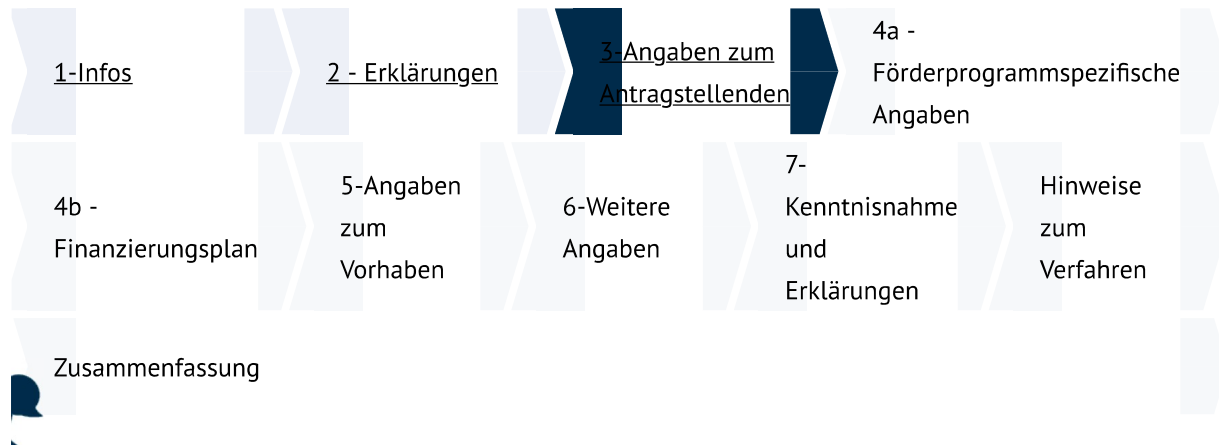 1-Infos
2 - Erklärungen
3-Angaben zum
Antragstellenden
4a -
Förderprogrammspezifische
Angaben
4b -
Finanzierungsplan
5-Angaben
zum
Vorhaben
6-Weitere
Angaben
7-
Kenntnisnahme
und
Erklärungen
Hinweise
zum
Verfahren
Zusammenfassung